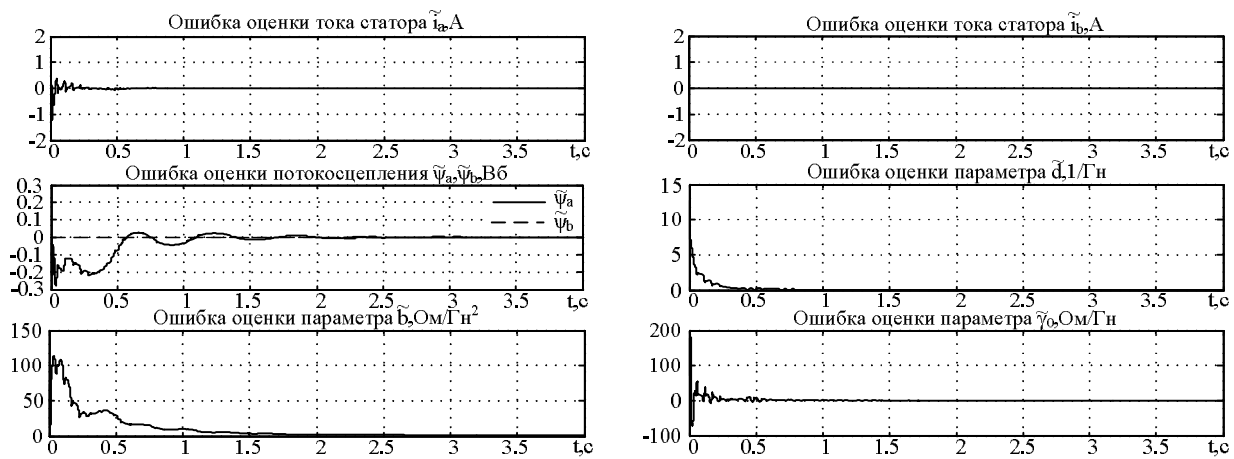 Ошибка оценки тока статора ĩₐ,А
2
1
0
-1
-2
0 0.5 1 1.5 2 2.5 3 3.5 t,c
Ошибка оценки тока статора ĩ_b,А
2
1
0
-1
-2
0 0.5 1 1.5 2 2.5 3 3.5 t,c
Ошибка оценки потокосцепления ψ̃ₐ,ψ̃_b,Вб
0.3
0.2
0.1
0
-0.1
-0.2
-0.3
ψ̃ₐ
ψ̃_b
0 0.5 1 1.5 2 2.5 3 3.5 t,c
Ошибка оценки параметра d̃,1/Гн
15
10
5
0
0 0.5 1 1.5 2 2.5 3 3.5 t,c
Ошибка оценки параметра b̃,Ом/Гн²
150
100
50
0
0 0.5 1 1.5 2 2.5 3 3.5 t,c
Ошибка оценки параметра γ̃₀,Ом/Гн
200
100
0
-100
0 0.5 1 1.5 2 2.5 3 3.5 t,c